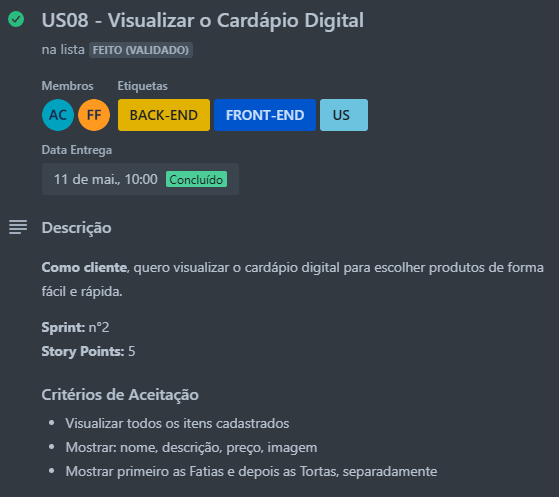 US08 - Visualizar o Cardápio Digital
na lista FEITO (VALIDADO)
Membros Etiquetas
AC FF BACK-END FRONT-END US
Data Entrega
11 de mai., 10:00 Concluído
Descrição
Como cliente, quero visualizar o cardápio digital para escolher produtos de forma
fácil e rápida.
Sprint: n°2
Story Points: 5
Critérios de Aceitação
• Visualizar todos os itens cadastrados
• Mostrar: nome, descrição, preço, imagem
• Mostrar primeiro as Fatias e depois as Tortas, separadamente